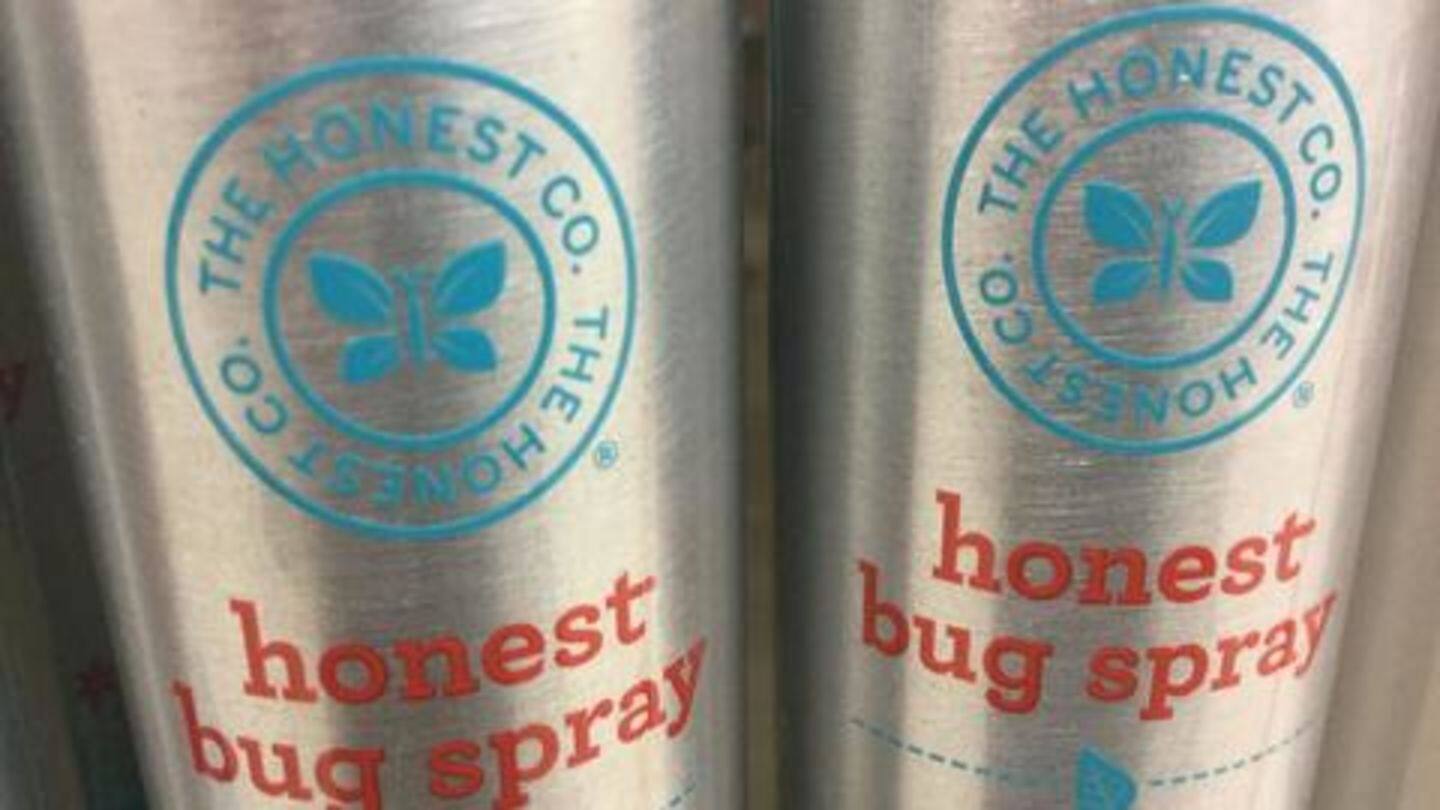 THE HONEST CO. THE HONEST CO.
®
honest
bug spray
THE HONEST CO. THE HONEST CO.
®
honest
bug spray